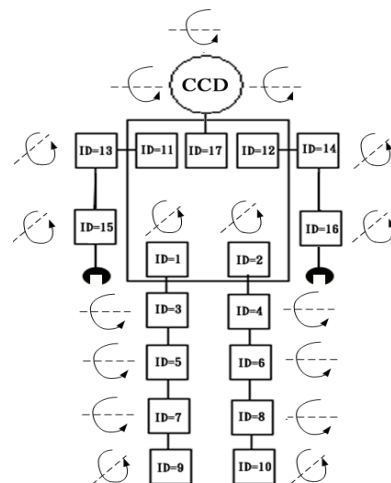 CCD
ID=13 ID=11 ID=17 ID=12 ID=14
ID=15 ID=16
ID=1 ID=2
ID=3 ID=4
ID=5 ID=6
ID=7 ID=8
ID=9 ID=10